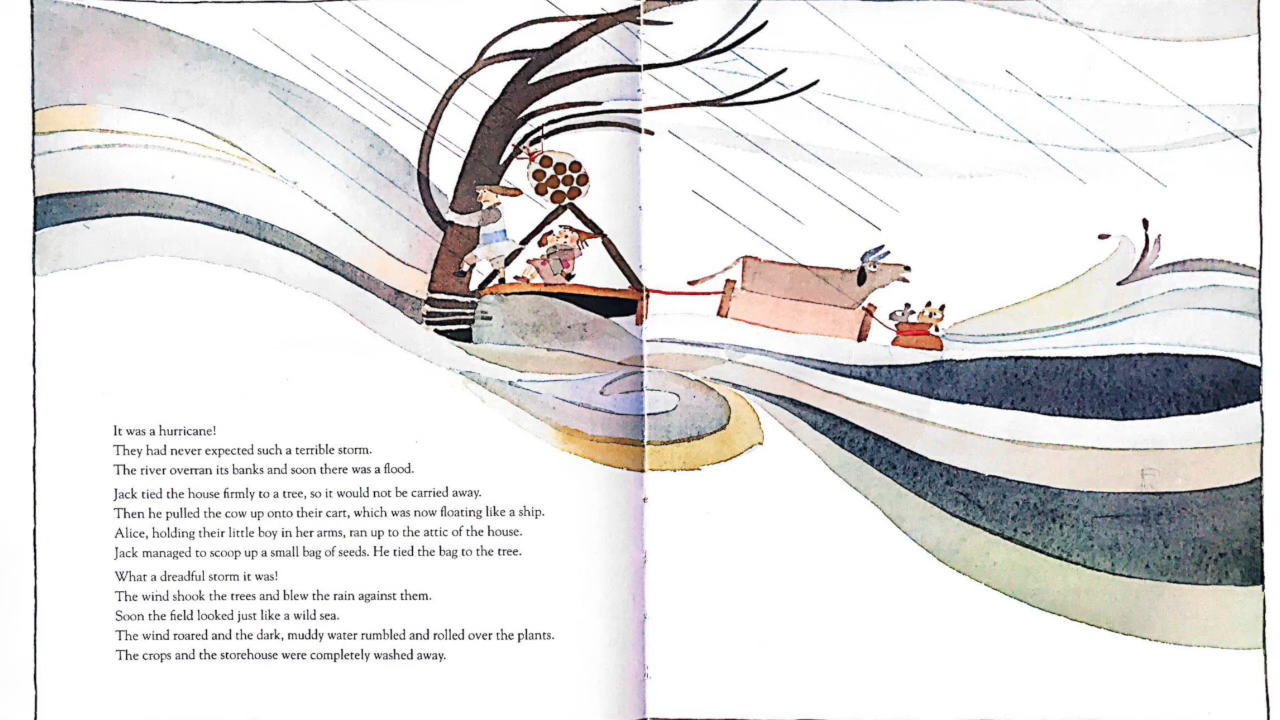 It was a hurricane!
They had never expected such a terrible storm.
The river overran its banks and soon there was a flood.
Jack tied the house firmly to a tree, so it would not be carried away.
Then he pulled the cow up onto their cart, which was now floating like a ship.
Alice, holding their little boy in her arms, ran up to the attic of the house.
Jack managed to scoop up a small bag of seeds. He tied the bag to the tree.
What a dreadful storm it was!
The wind shook the trees and blew the rain against them.
Soon the field looked just like a wild sea.
The wind roared and the dark, muddy water rumbled and rolled over the plants.
The crops and the storehouse were completely washed away.